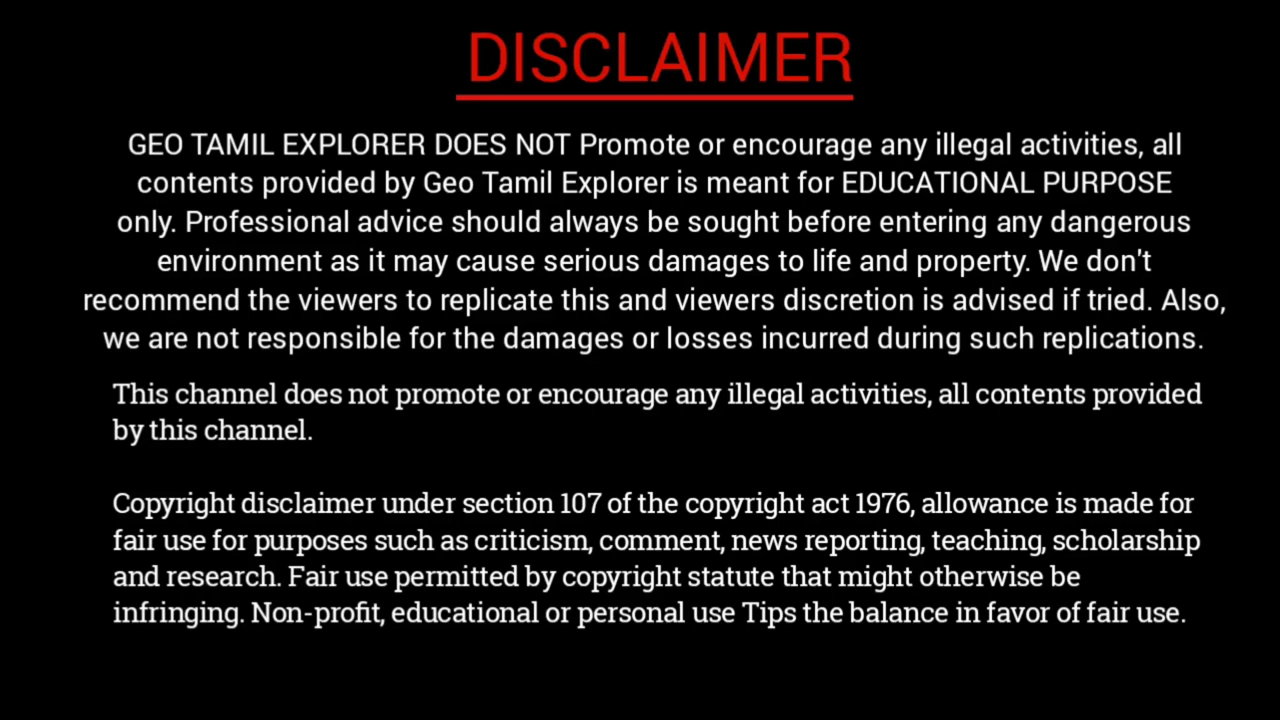 DISCLAIMER
GEO TAMIL EXPLORER DOES NOT Promote or encourage any illegal activities, all
contents provided by Geo Tamil Explorer is meant for EDUCATIONAL PURPOSE
only. Professional advice should always be sought before entering any dangerous
environment as it may cause serious damages to life and property. We don't
recommend the viewers to replicate this and viewers discretion is advised if tried. Also,
we are not responsible for the damages or losses incurred during such replications.
This channel does not promote or encourage any illegal activities, all contents provided
by this channel.
Copyright disclaimer under section 107 of the copyright act 1976, allowance is made for
fair use for purposes such as criticism, comment, news reporting, teaching, scholarship
and research. Fair use permitted by copyright statute that might otherwise be
infringing. Non-profit, educational or personal use Tips the balance in favor of fair use.